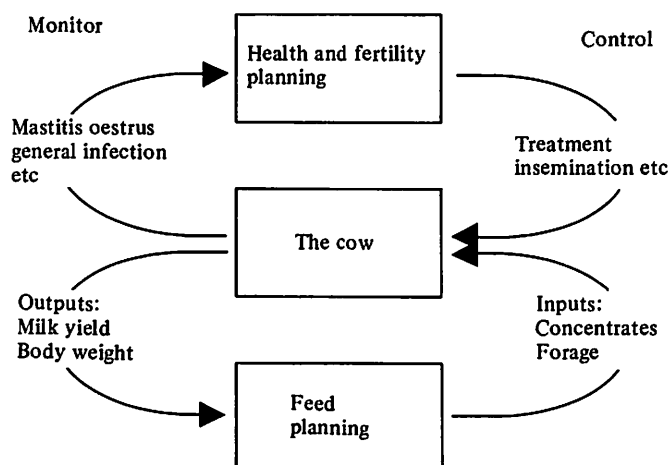 Monitor
Health and fertility
planning
Control
Mastitis oestrus
general infection
etc
Treatment
insemination etc
The cow
Outputs:
Milk yield
Body weight
Inputs:
Concentrates
Forage
Feed
planning